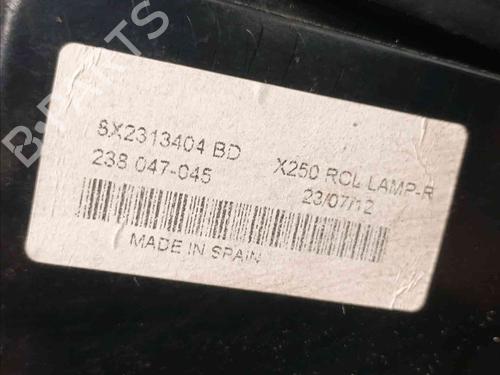 8X2313404 BD
238 047-045
X250 RCL LAMP-R
23/07/12
MADE IN SPAIN
B-PARTS